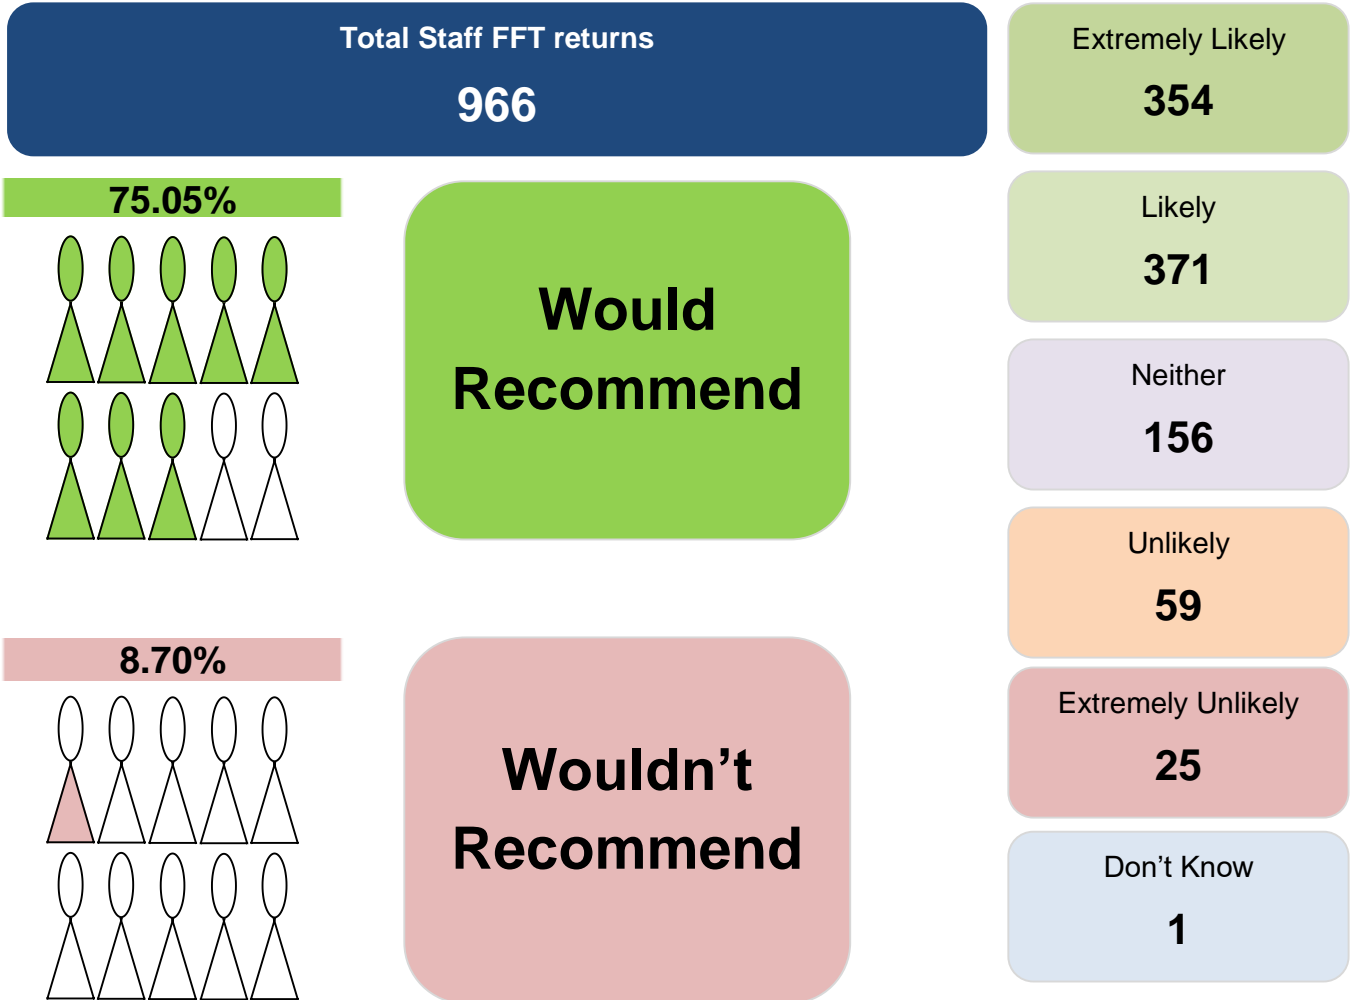 Total Staff FFT returns
966
75.05%
Would
Recommend
8.70%
Wouldn’t
Recommend
Extremely Likely
354
Likely
371
Neither
156
Unlikely
59
Extremely Unlikely
25
Don’t Know
1